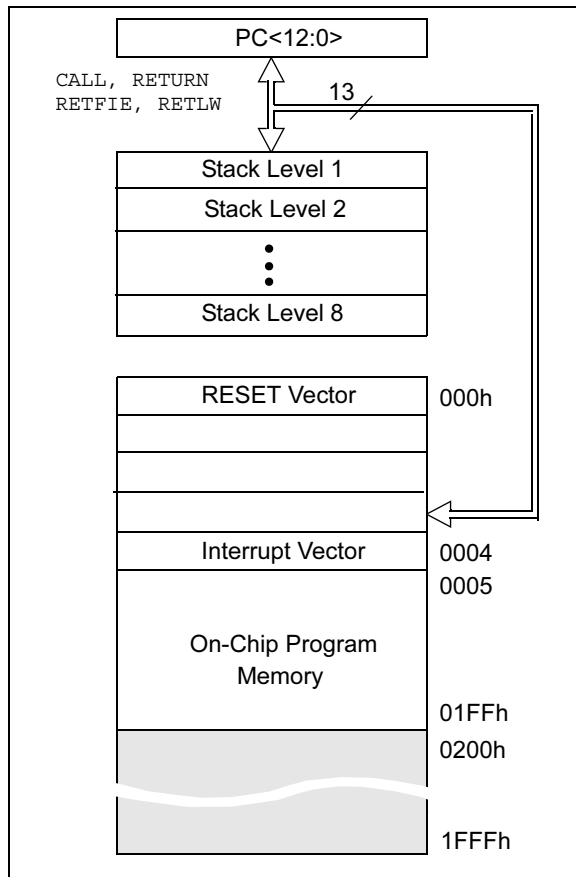 PC<12:0>
CALL, RETURN
RETFIE, RETLW
13
Stack Level 1
Stack Level 2
Stack Level 8
RESET Vector
000h
Interrupt Vector
0004
0005
On-Chip Program
Memory
01FFh
0200h
1FFFh